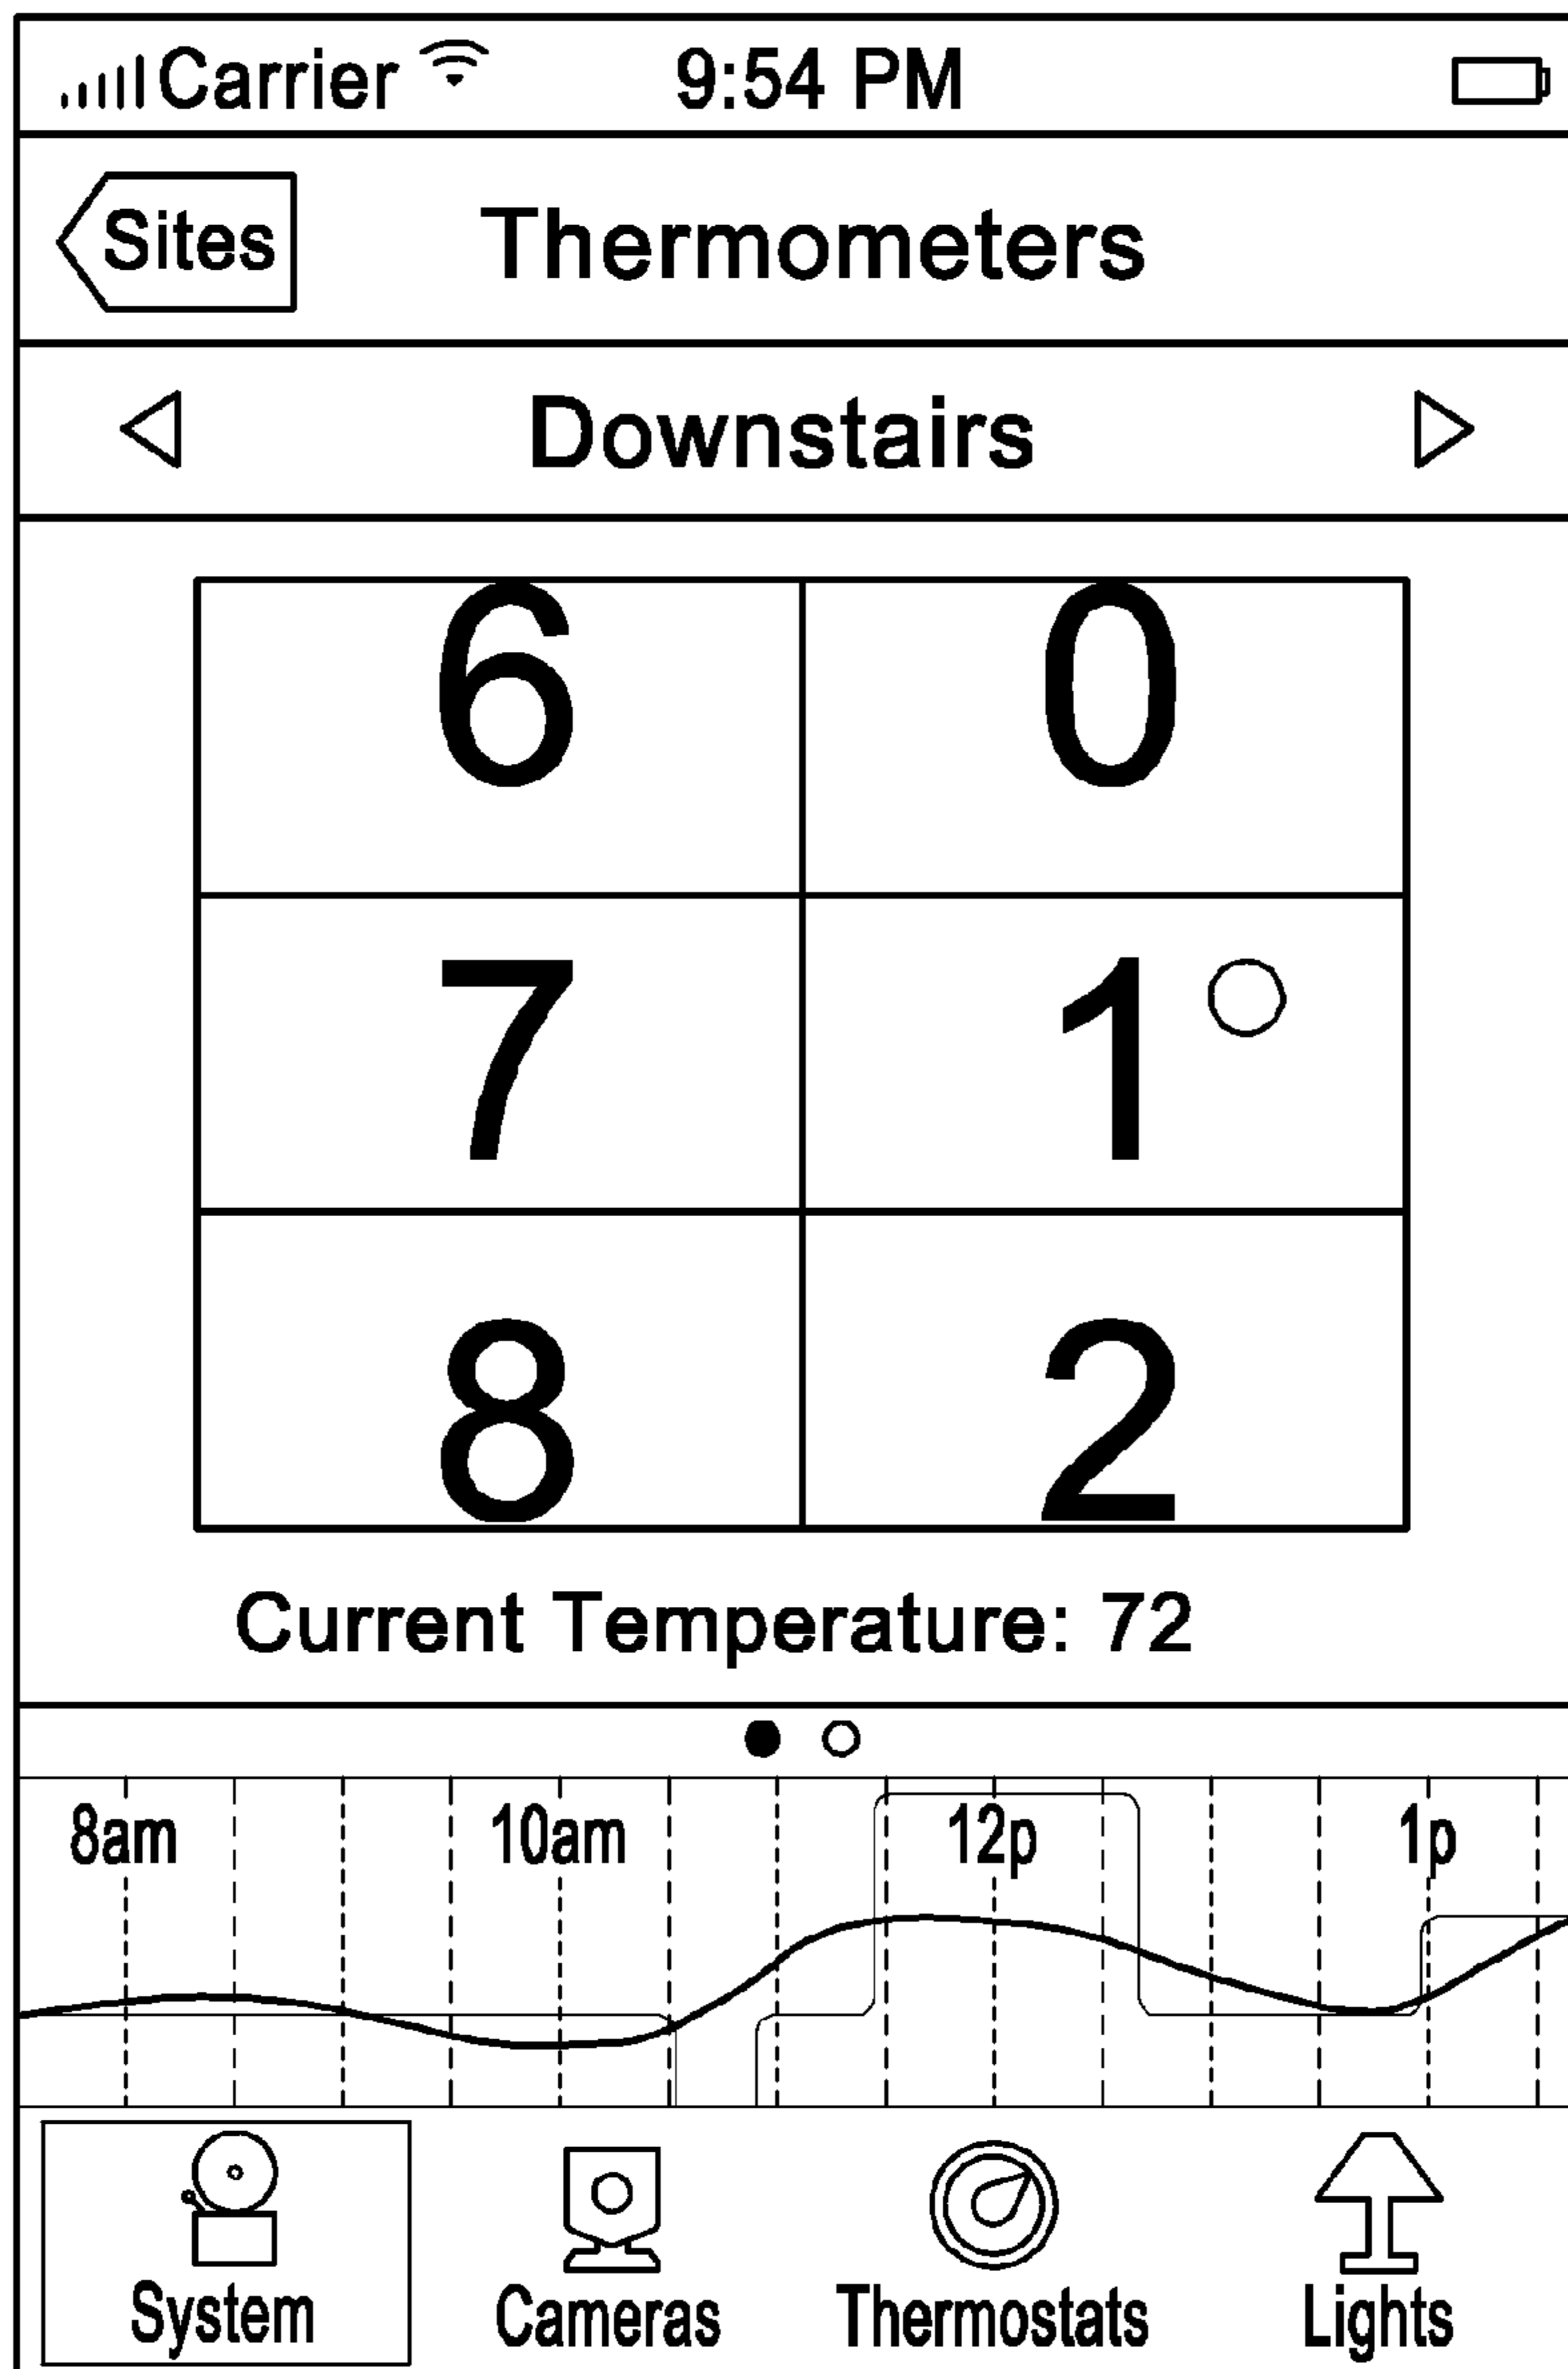 Carrier 9:54 PM
Sites Thermometers
Downstairs
6 0
7 1°
8 2
Current Temperature: 72
8am 10am 12p 1p
System Cameras Thermostats Lights